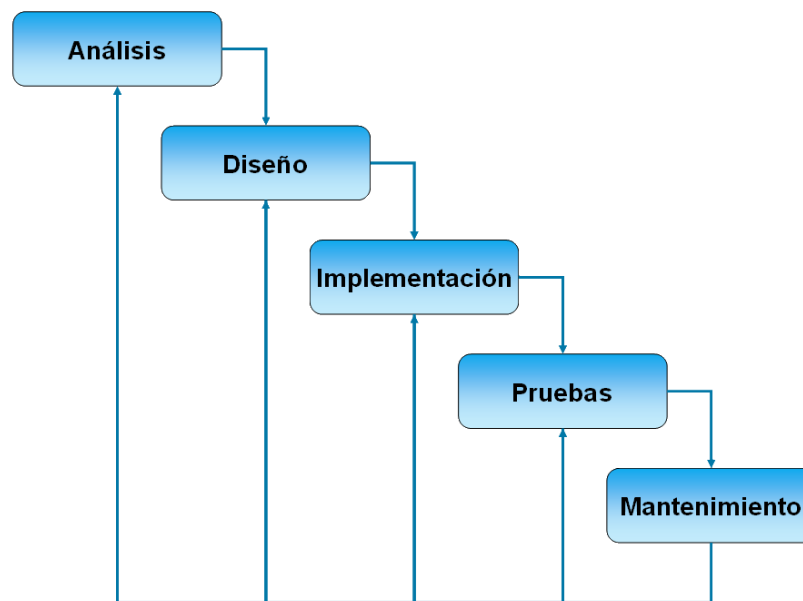 Análisis
Diseño
Implementación
Pruebas
Mantenimiento